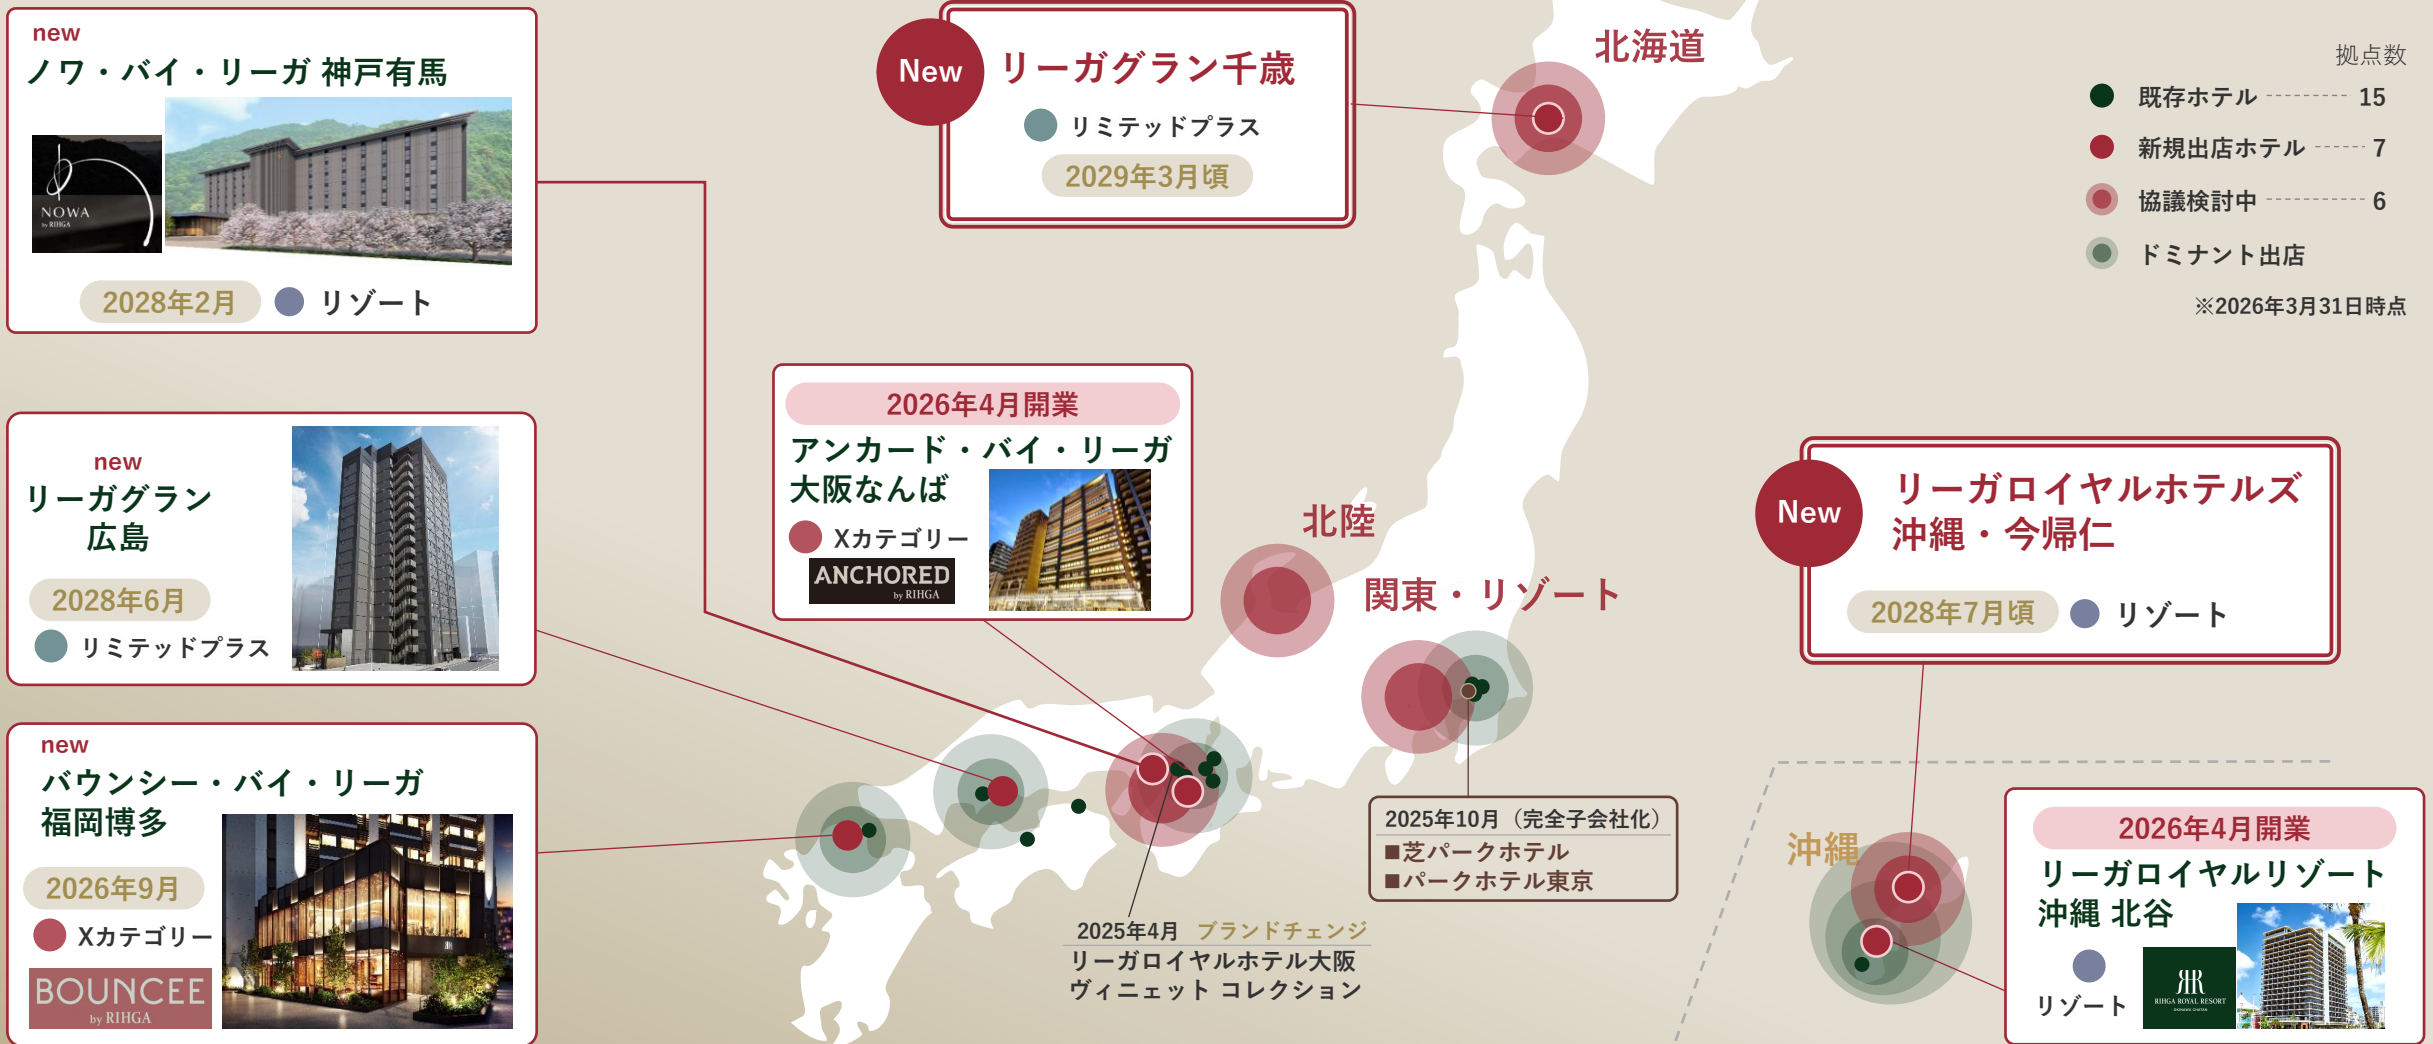 new
ノワ・バイ・リーガ 神戸有馬
NOWA
by RIHGA
2028年2月
リゾート
New
リーガグラン千歳
リミテッドプラス
2029年3月頃
北海道
拠点数
既存ホテル 15
新規出店ホテル 7
協議検討中 6
ドミナント出店
※2026年3月31日時点
new
リーガグラン
広島
2028年6月
リミテッドプラス
2026年4月開業
アンカード・バイ・リーガ
大阪なんば
Xカテゴリー
ANCHORED
by RIHGA
北陸
関東・リゾート
New
リーガロイヤルホテルズ
沖縄・今帰仁
2028年7月頃
リゾート
new
バウンシー・バイ・リーガ
福岡博多
2026年9月
Xカテゴリー
BOUNCEE
by RIHGA
2025年4月 ブランドチェンジ
リーガロイヤルホテル大阪
ヴィニェット コレクション
2025年10月（完全子会社化）
■芝パークホテル
■パークホテル東京
沖縄
2026年4月開業
リーガロイヤルリゾート
沖縄 北谷
リゾート
RIHGA ROYAL RESORT
OKINAWA CHATAN